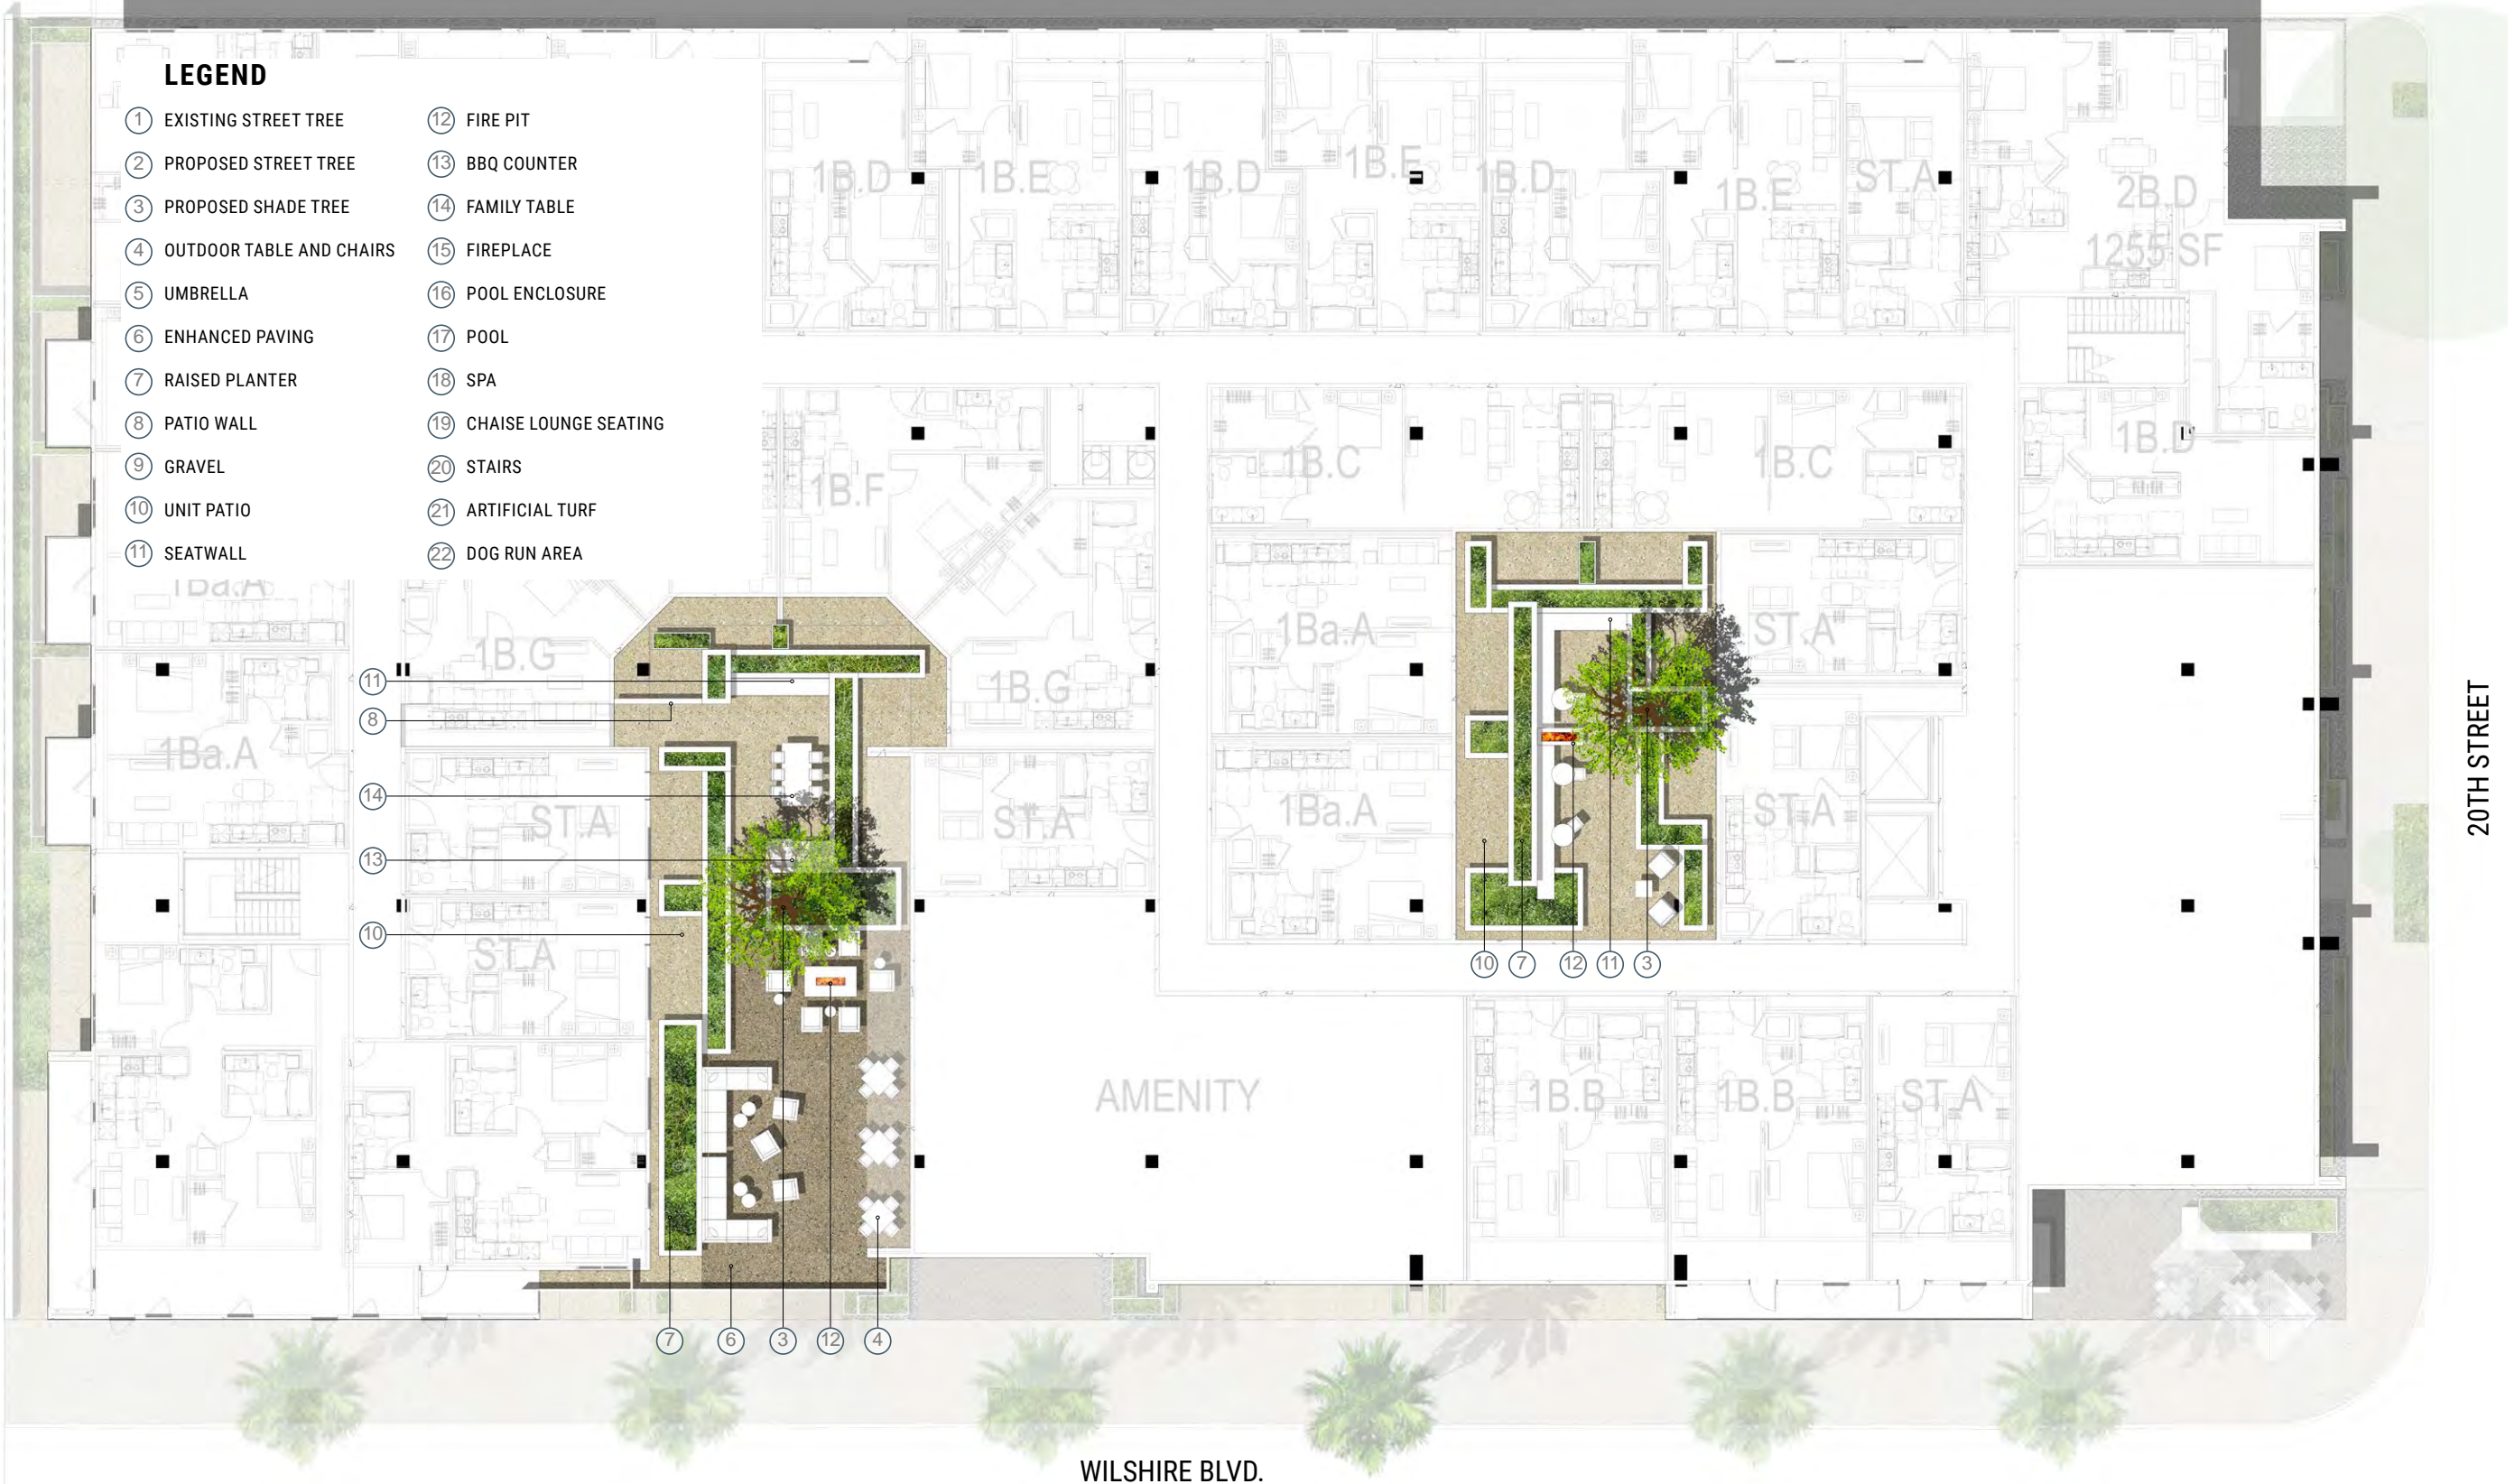 LEGEND
1 EXISTING STREET TREE
2 PROPOSED STREET TREE
3 PROPOSED SHADE TREE
4 OUTDOOR TABLE AND CHAIRS
5 UMBRELLA
6 ENHANCED PAVING
7 RAISED PLANTER
8 PATIO WALL
9 GRAVEL
10 UNIT PATIO
11 SEATWALL
12 FIRE PIT
13 BBQ COUNTER
14 FAMILY TABLE
15 FIREPLACE
16 POOL ENCLOSURE
17 POOL
18 SPA
19 CHAISE LOUNGE SEATING
20 STAIRS
21 ARTIFICIAL TURF
22 DOG RUN AREA
1B.D 1B.E 1B.D 1B.E 1B.D 1B.E ST.A 2B.D
1255 SF
1B.F 1B.C 1B.C 1B.D
1Ba.A
1B.G 1B.G 1Ba.A ST.A
11
8
1Ba.A
14
ST.A ST.A 1Ba.A ST.A
13
10
ST.A
10 7 12 11 3
AMENITY 1B.B 1B.B ST.A
7 6 3 12 4
WILSHIRE BLVD.
20TH STREET